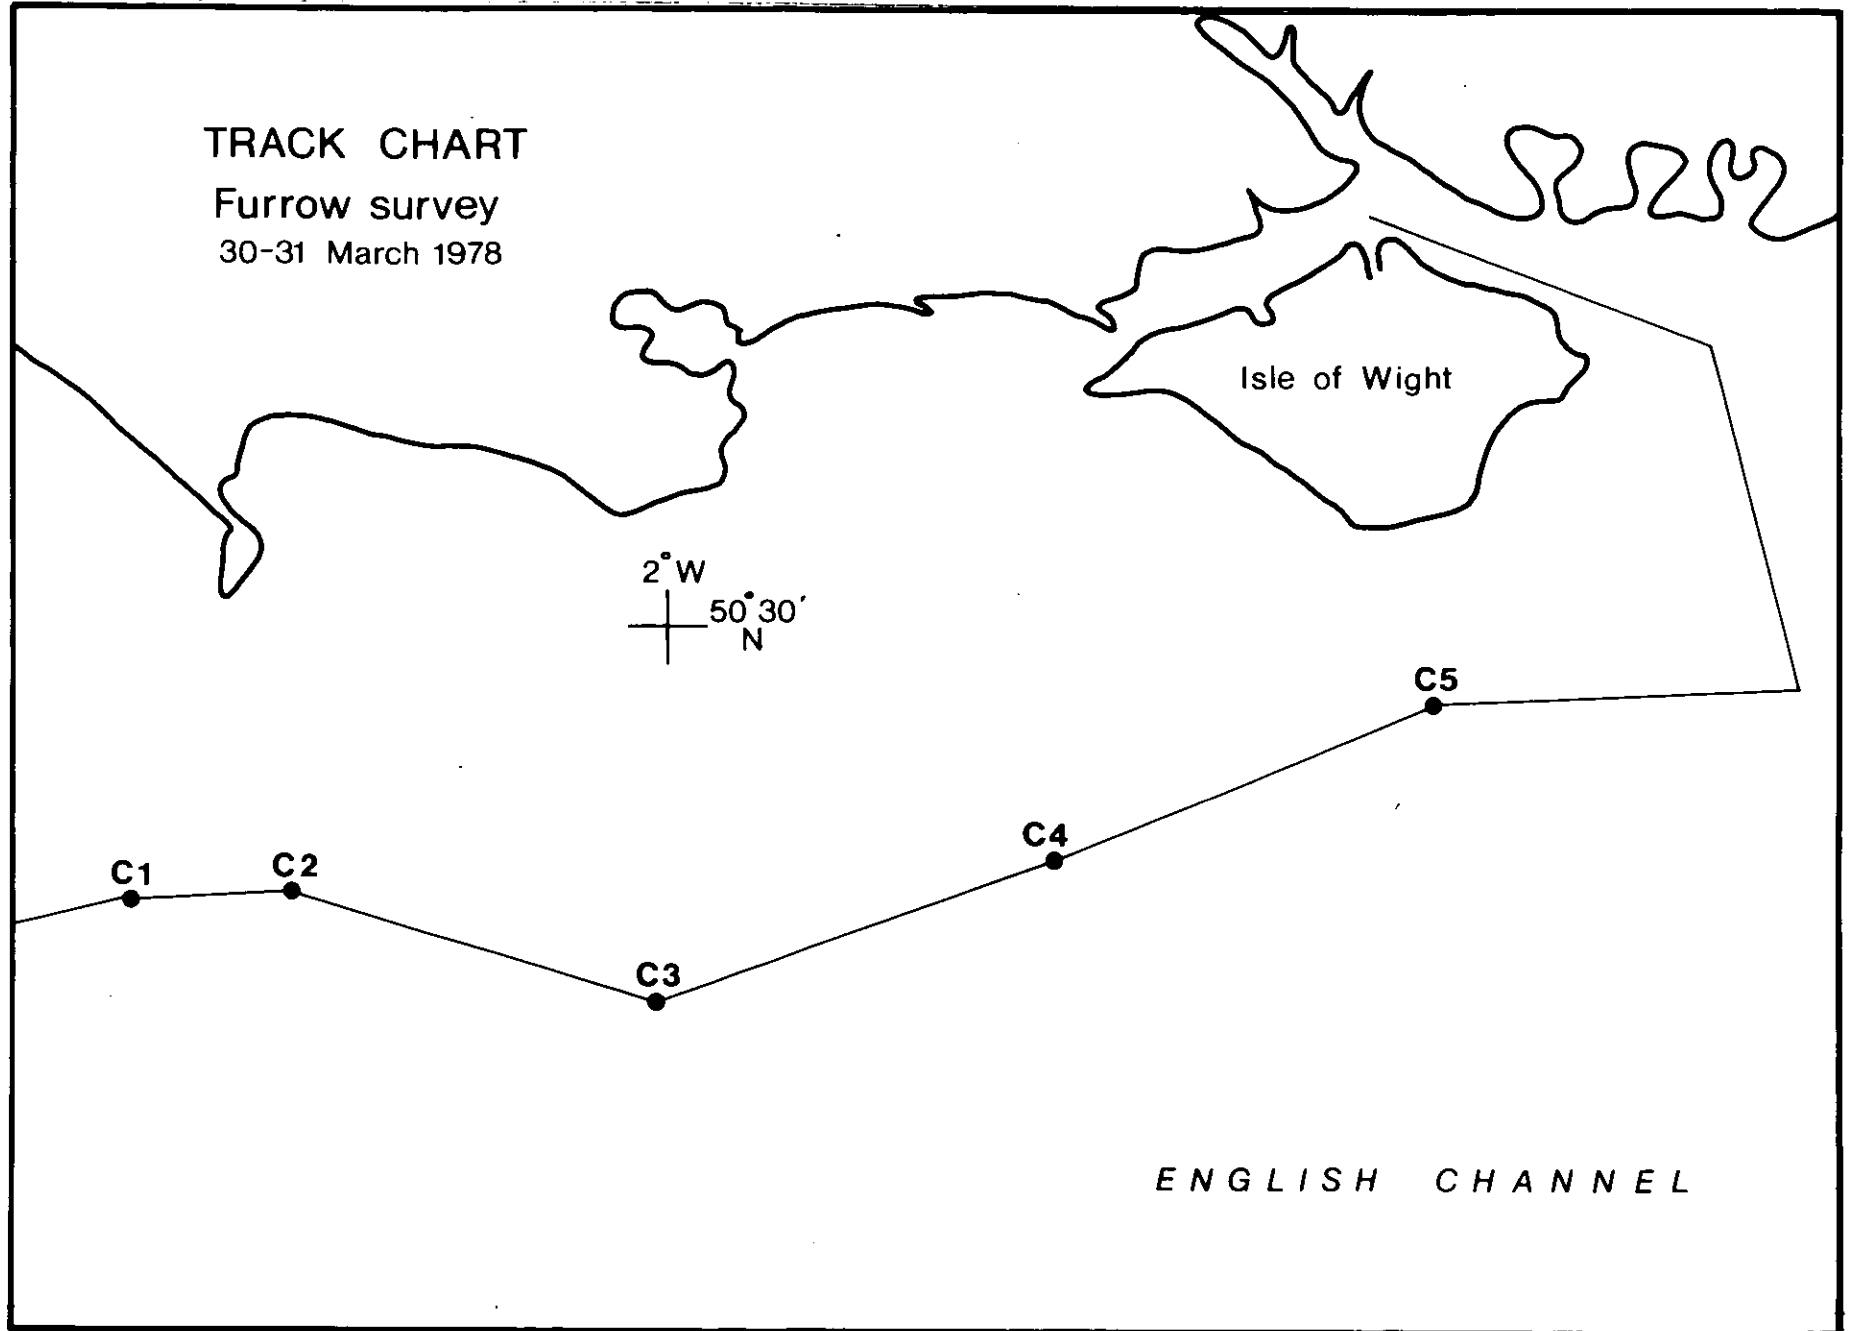 TRACK CHART
Furrow survey
30-31 March 1978
Isle of Wight
2°W
50°30′
N
C5
C4
C2
C1
C3
ENGLISH CHANNEL